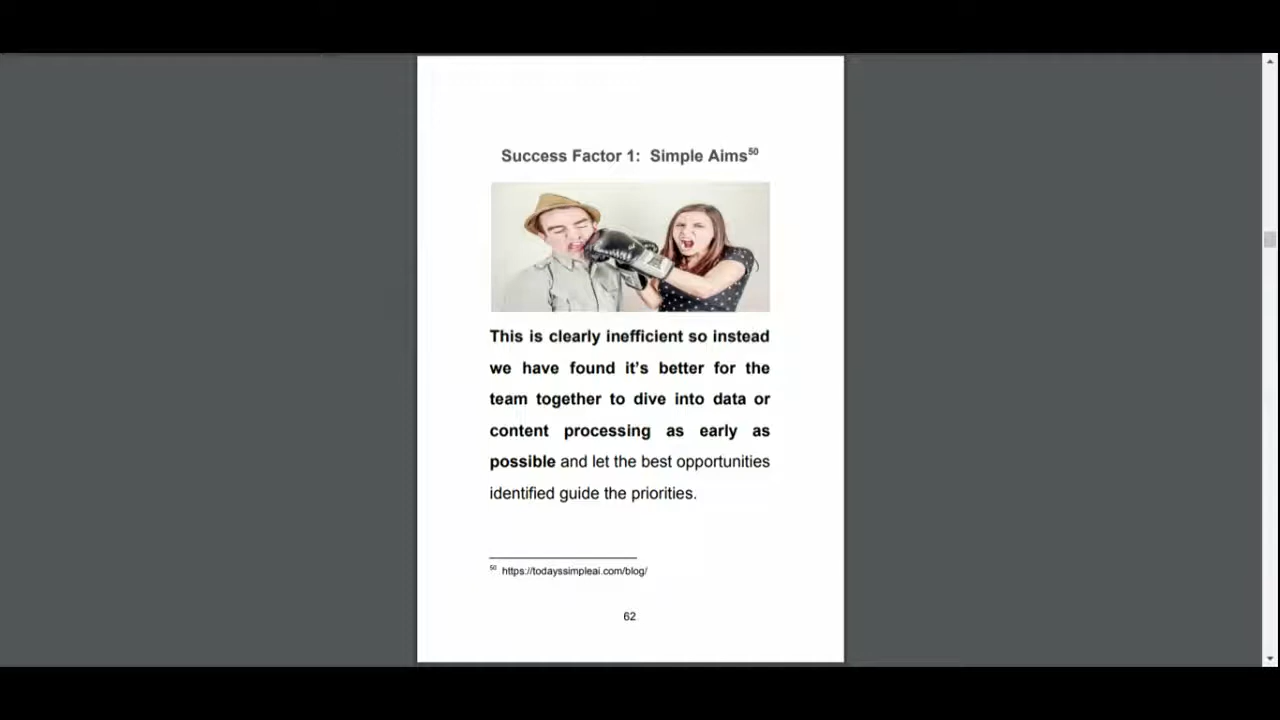 Success Factor 1:  Simple Aims50
This is clearly inefficient so instead
we have found it’s better for the
team together to dive into data or
content processing as early as
possible and let the best opportunities
identified guide the priorities.
50 https://todayssimpleai.com/blog/
62